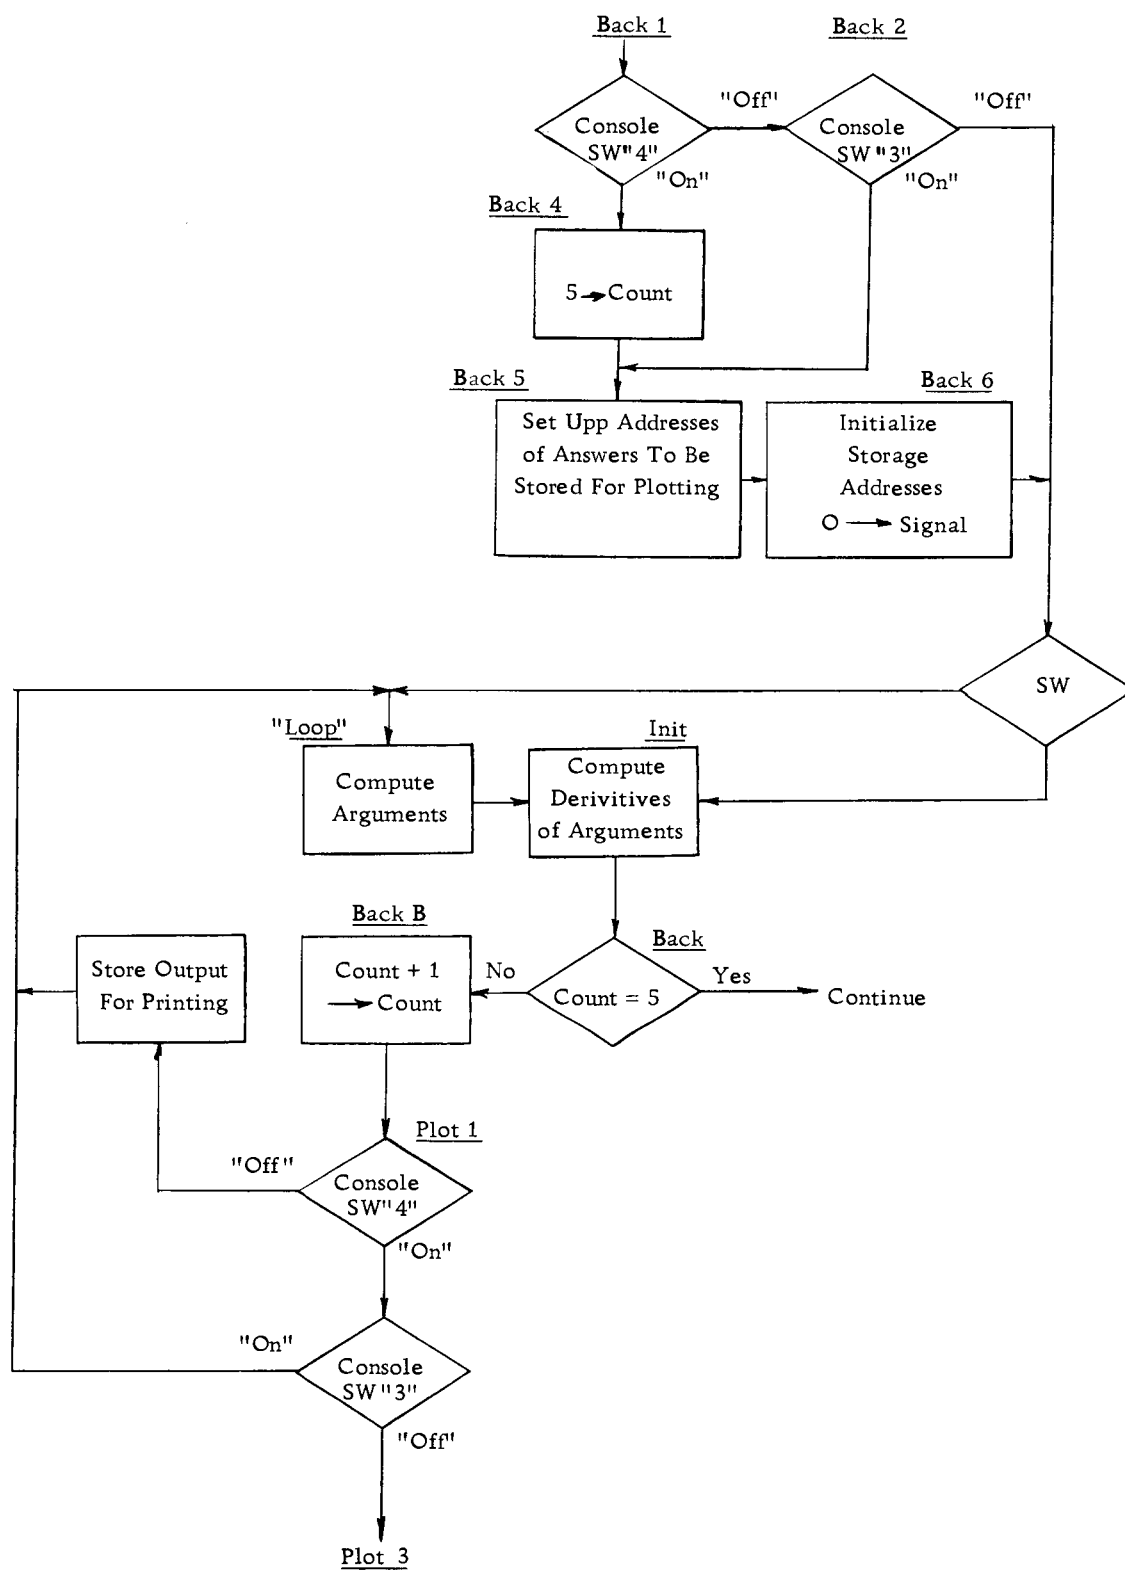 Back 1
Back 2
"Off"
"Off"
Console
SW"4"
Console
SW"3"
"On"
"On"
Back 4
5 → Count
Back 5
Back 6
Set Upp Addresses
of Answers To Be
Stored For Plotting
Initialize
Storage
Addresses
O → Signal
SW
"Loop"
Init
Compute
Arguments
Compute
Derivitives
of Arguments
Back B
Back
Store Output
For Printing
Count + 1
→ Count
No
Count = 5
Yes
Continue
Plot 1
"Off"
Console
SW"4"
"On"
"On"
Console
SW"3"
"Off"
Plot 3